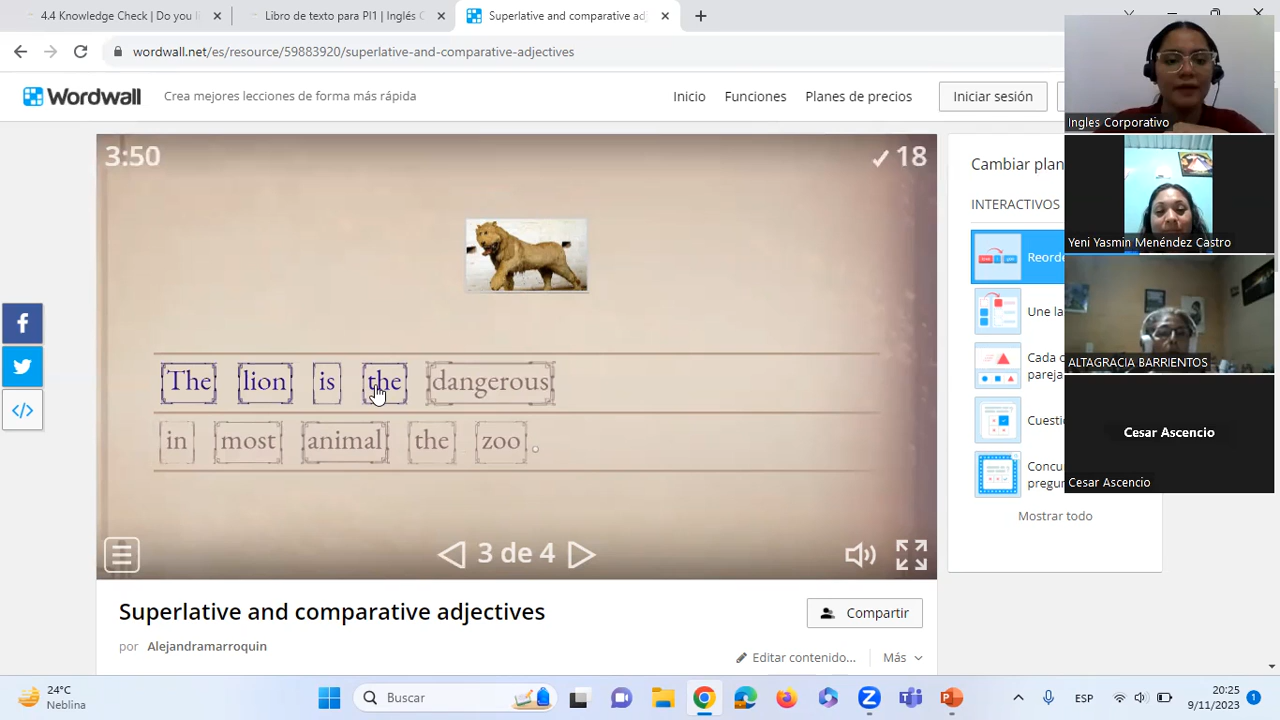 4.4 Knowledge Check | Do you l
Libro de texto para PI1 | Inglés C
Superlative and comparative ad
wordwall.net/es/resource/59883920/superlative-and-comparative-adjectives
Wordwall
Crea mejores lecciones de forma más rápida
Inicio
Funciones
Planes de precios
Iniciar sesión
3:50
18
The lion is the dangerous
in most animal the zoo .
3 de 4
Superlative and comparative adjectives
por Alejandramarroquin
Compartir
Editar contenido...
Más
Cambiar plan
INTERACTIVOS
Reorde
Une la
Cada o
pareja
Cuestio
Concur
pregun
Mostrar todo
Ingles Corporativo
Yeni Yasmin Menéndez Castro
ALTAGRACIA BARRIENTOS
Cesar Ascencio
Cesar Ascencio
24°C
Neblina
Buscar
ESP
20:25
9/11/2023
1